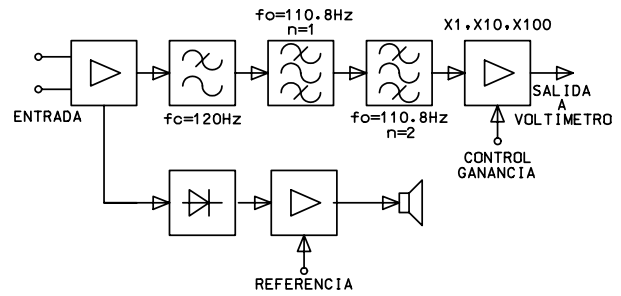 fo=110.8Hz
n=1
X1,X10,X100
ENTRADA
fc=120Hz
fo=110.8Hz
n=2
SALIDA
A
VOLTIMETRO
CONTROL
GANANCIA
REFERENCIA